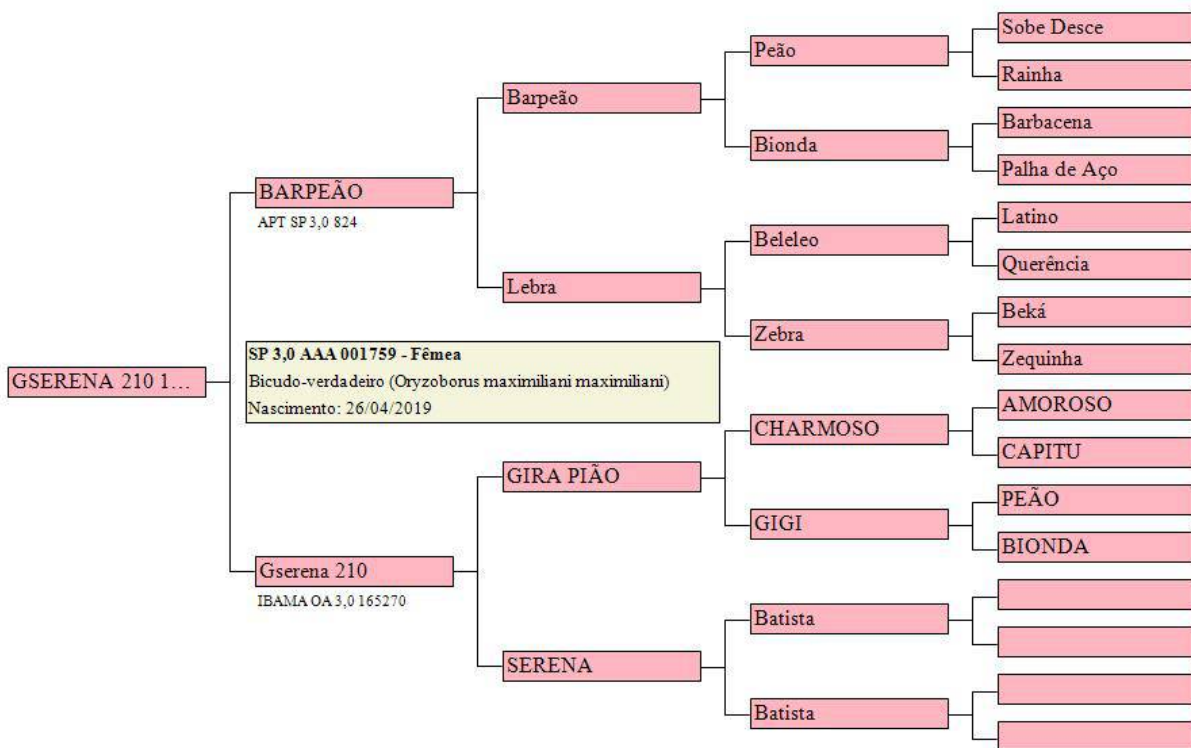 Sobe Desce
Peão
Rainha
Barpeão
Barbacena
Bionda
Palha de Aço
BARPEÃO
APT SP 3,0 824
Latino
Beleleo
Querência
Lebra
Beká
Zebra
Zequinha
SP 3,0 AAA 001759 - Fêmea
Bicudo-verdadeiro (Oryzoborus maximiliani maximiliani)
Nascimento: 26/04/2019
GSERENA 210 1...
AMOROSO
CHARMOSO
CAPITU
GIRA PIÃO
PEÃO
GIGI
BIONDA
Gserena 210
IBAMA OA 3,0 165270
Batista
SERENA
Batista